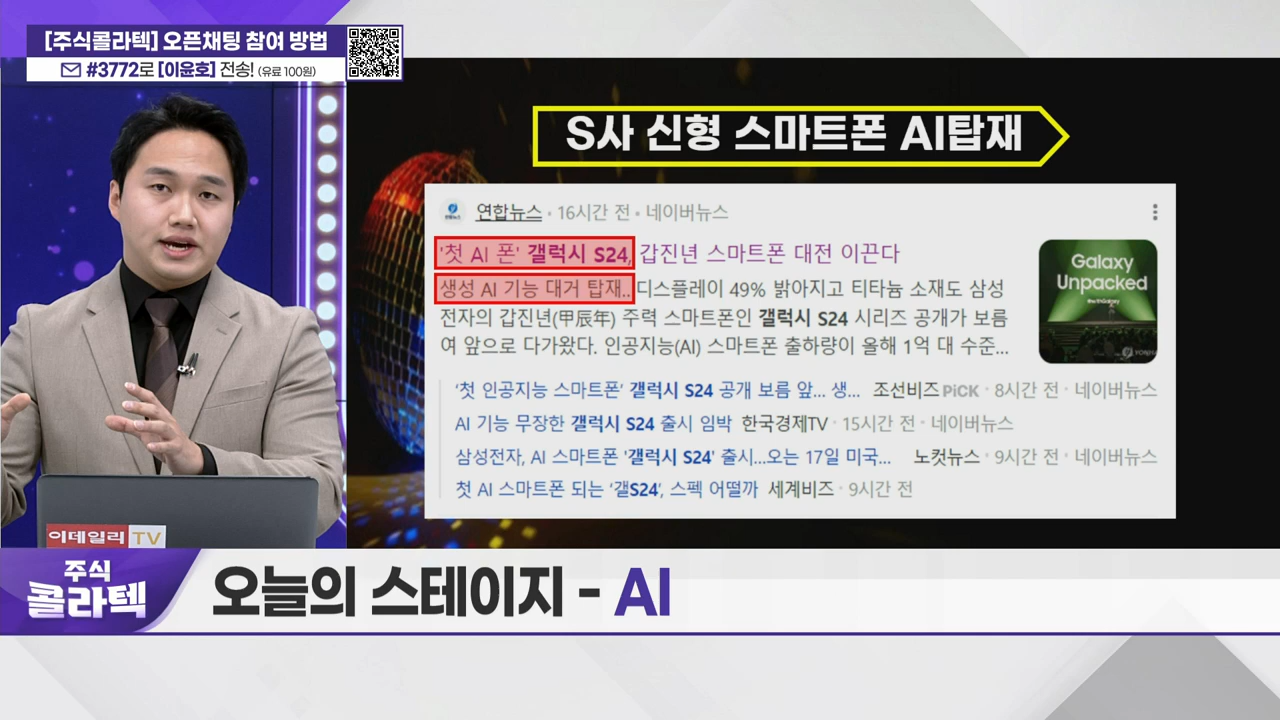 [주식콜라텍] 오픈채팅 참여 방법
#3772로 [이윤호] 전송! (유료 100원)
S사 신형 스마트폰 AI탑재
연합뉴스 · 16시간 전 · 네이버뉴스
'첫 AI 폰' 갤럭시 S24, 갑진년 스마트폰 대전 이끈다
생성 AI 기능 대거 탑재.. 디스플레이 49% 밝아지고 티타늄 소재도 삼성
전자의 갑진년(甲辰年) 주력 스마트폰인 갤럭시 S24 시리즈 공개가 보름
여 앞으로 다가왔다. 인공지능(AI) 스마트폰 출하량이 올해 1억 대 수준...
Galaxy
Unpacked
‘첫 인공지능 스마트폰’ 갤럭시 S24 공개 보름 앞... 생... 조선비즈 PiCK · 8시간 전 · 네이버뉴스
AI 기능 무장한 갤럭시 S24 출시 임박 한국경제TV · 15시간 전 · 네이버뉴스
삼성전자, AI 스마트폰 '갤럭시 S24' 출시...오는 17일 미국... 노컷뉴스 · 9시간 전 · 네이버뉴스
첫 AI 스마트폰 되는 ‘갤S24’, 스펙 어떨까 세계비즈 · 9시간 전
이데일리TV
주식
콜라텍
오늘의 스테이지 - AI